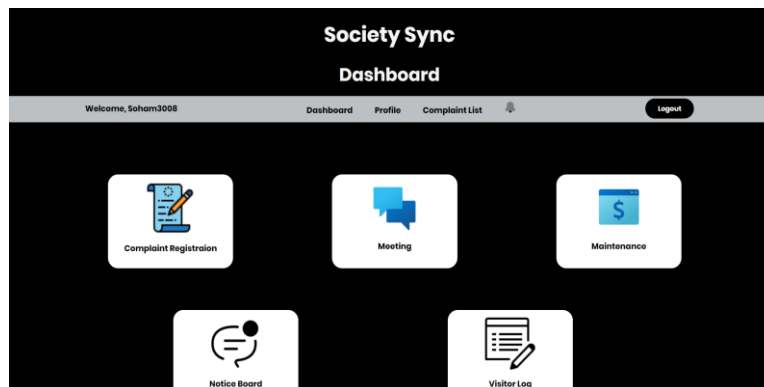 Society Sync
Dashboard
Welcome, Soham3008 Dashboard Profile Complaint List Logout
Complaint Registraion Meeting Maintenance
$
Notice Board Visitor Log